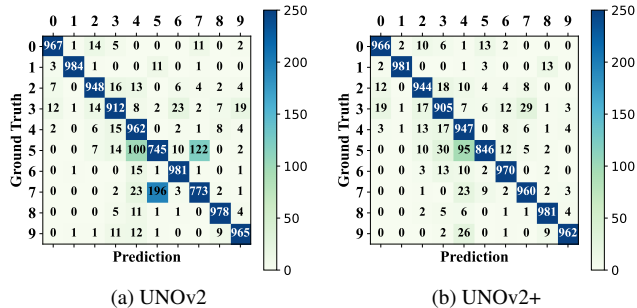 0 1 2 3 4 5 6 7 8 9
0 967 1 14 5 0 0 0 11 0 2
1 3 984 1 0 0 11 0 1 0 0
2 7 0 948 16 13 0 6 4 2 4
3 12 1 14 912 8 2 23 2 7 19
4 2 0 6 15 962 0 2 1 8 4
5 0 0 7 14 100 745 10 122 0 2
6 0 1 0 0 15 1 981 1 0 1
7 0 0 0 2 23 196 3 773 2 1
8 0 0 0 5 11 1 1 0 978 4
9 0 1 1 11 12 1 0 0 9 965
Ground Truth
Prediction
250
200
150
100
50
0
(a) UNOv2
0 1 2 3 4 5 6 7 8 9
0 966 2 10 6 1 13 2 0 0 0
1 2 981 0 1 0 3 0 0 13 0
2 12 0 944 18 10 4 4 8 0 0
3 19 1 17 905 7 6 12 29 1 3
4 3 1 13 17 947 0 8 6 1 4
5 0 0 10 30 95 846 12 5 0 2
6 0 0 3 13 10 2 970 0 2 0
7 0 0 1 0 23 9 2 960 2 3
8 0 0 2 5 6 0 1 1 981 4
9 0 0 0 2 26 0 1 0 9 962
Ground Truth
Prediction
250
200
150
100
50
0
(b) UNOv2+